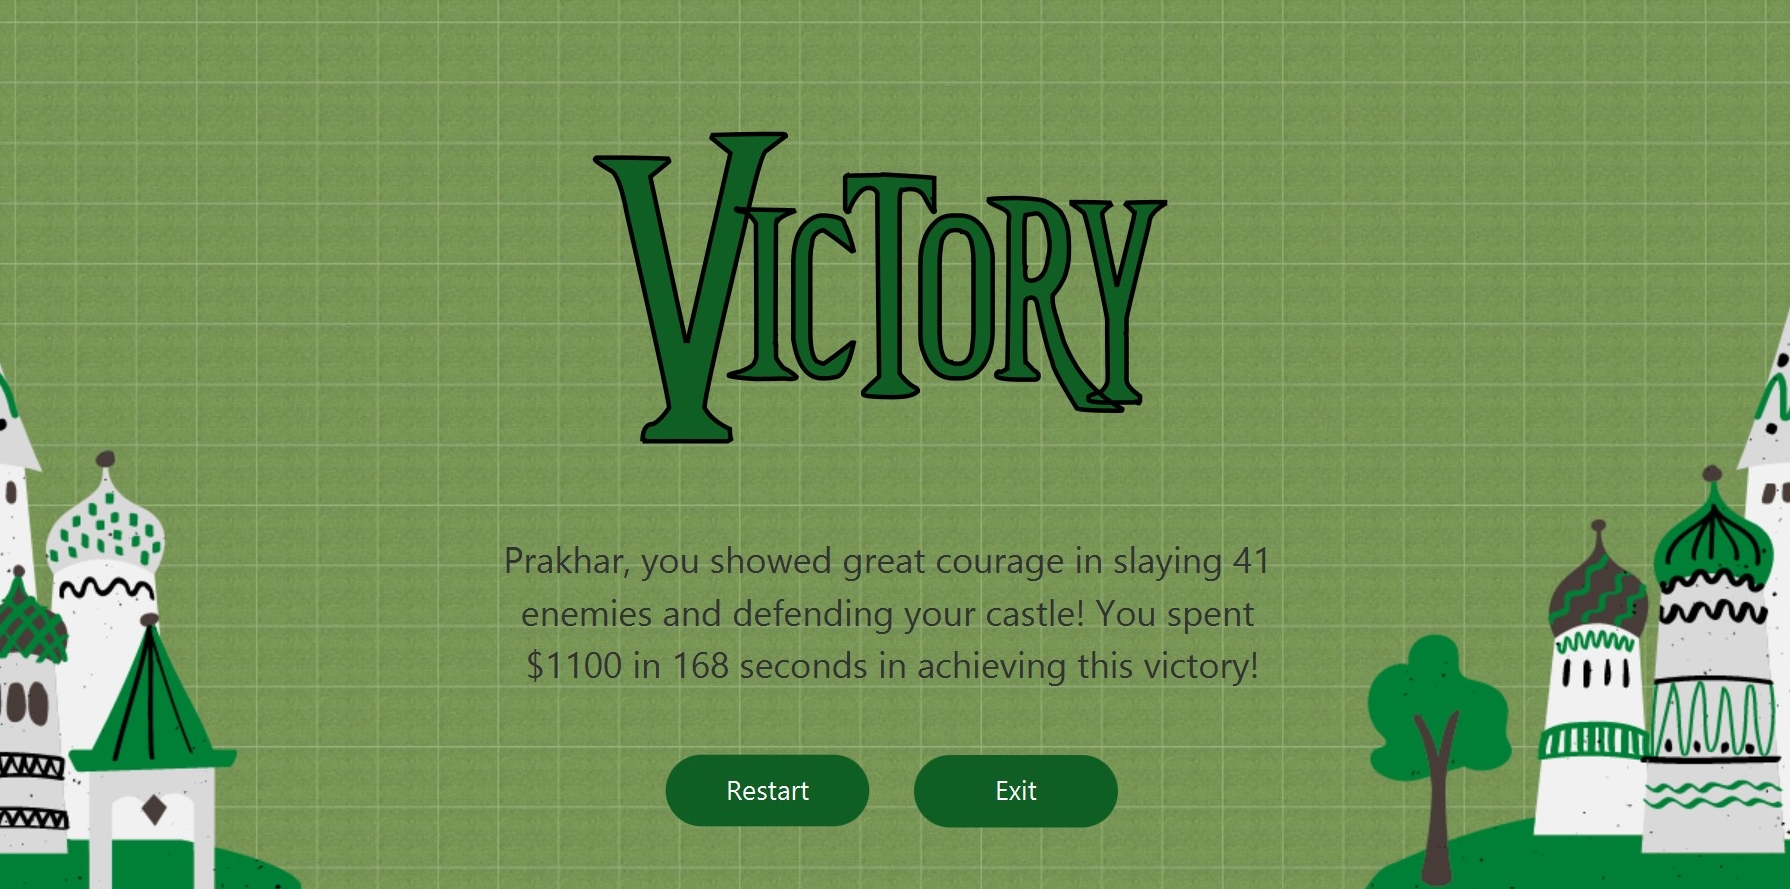 VICTORY
Prakhar, you showed great courage in slaying 41
enemies and defending your castle! You spent
$1100 in 168 seconds in achieving this victory!
Restart
Exit